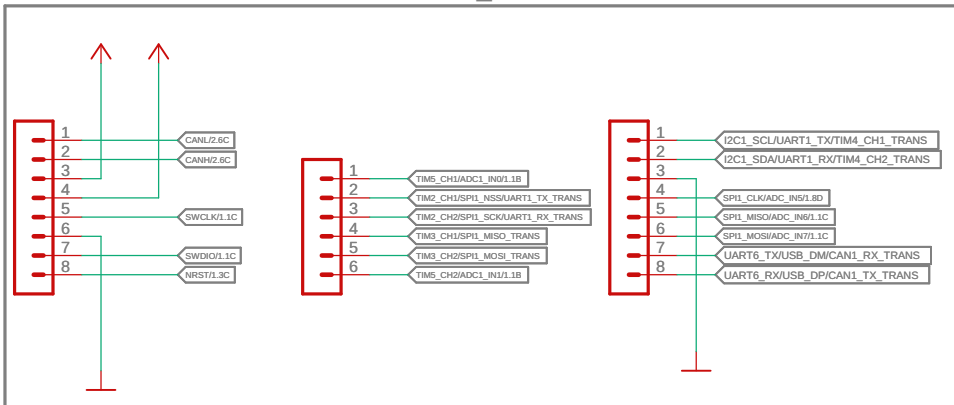 1 CANL/2.6C
2 CANH/2.6C
3
4
5 SWCLK/1.1C
6
7 SWDIO/1.1C
8 NRST/1.3C
1 TIM5_CH1/ADC1_IN0/1.1B
2 TIM2_CH1/SPI1_NSS/UART1_TX_TRANS
3 TIM2_CH2/SPI1_SCK/UART1_RX_TRANS
4 TIM3_CH1/SPI1_MISO_TRANS
5 TIM3_CH2/SPI1_MOSI_TRANS
6 TIM5_CH2/ADC1_IN1/1.1B
1 I2C1_SCL/UART1_TX/TIM4_CH1_TRANS
2 I2C1_SDA/UART1_RX/TIM4_CH2_TRANS
3
4 SPI1_CLK/ADC_IN5/1.8D
5 SPI1_MISO/ADC_IN6/1.1C
6 SPI1_MOSI/ADC_IN7/1.1C
7 UART6_TX/USB_DM/CAN1_RX_TRANS
8 UART6_RX/USB_DP/CAN1_TX_TRANS